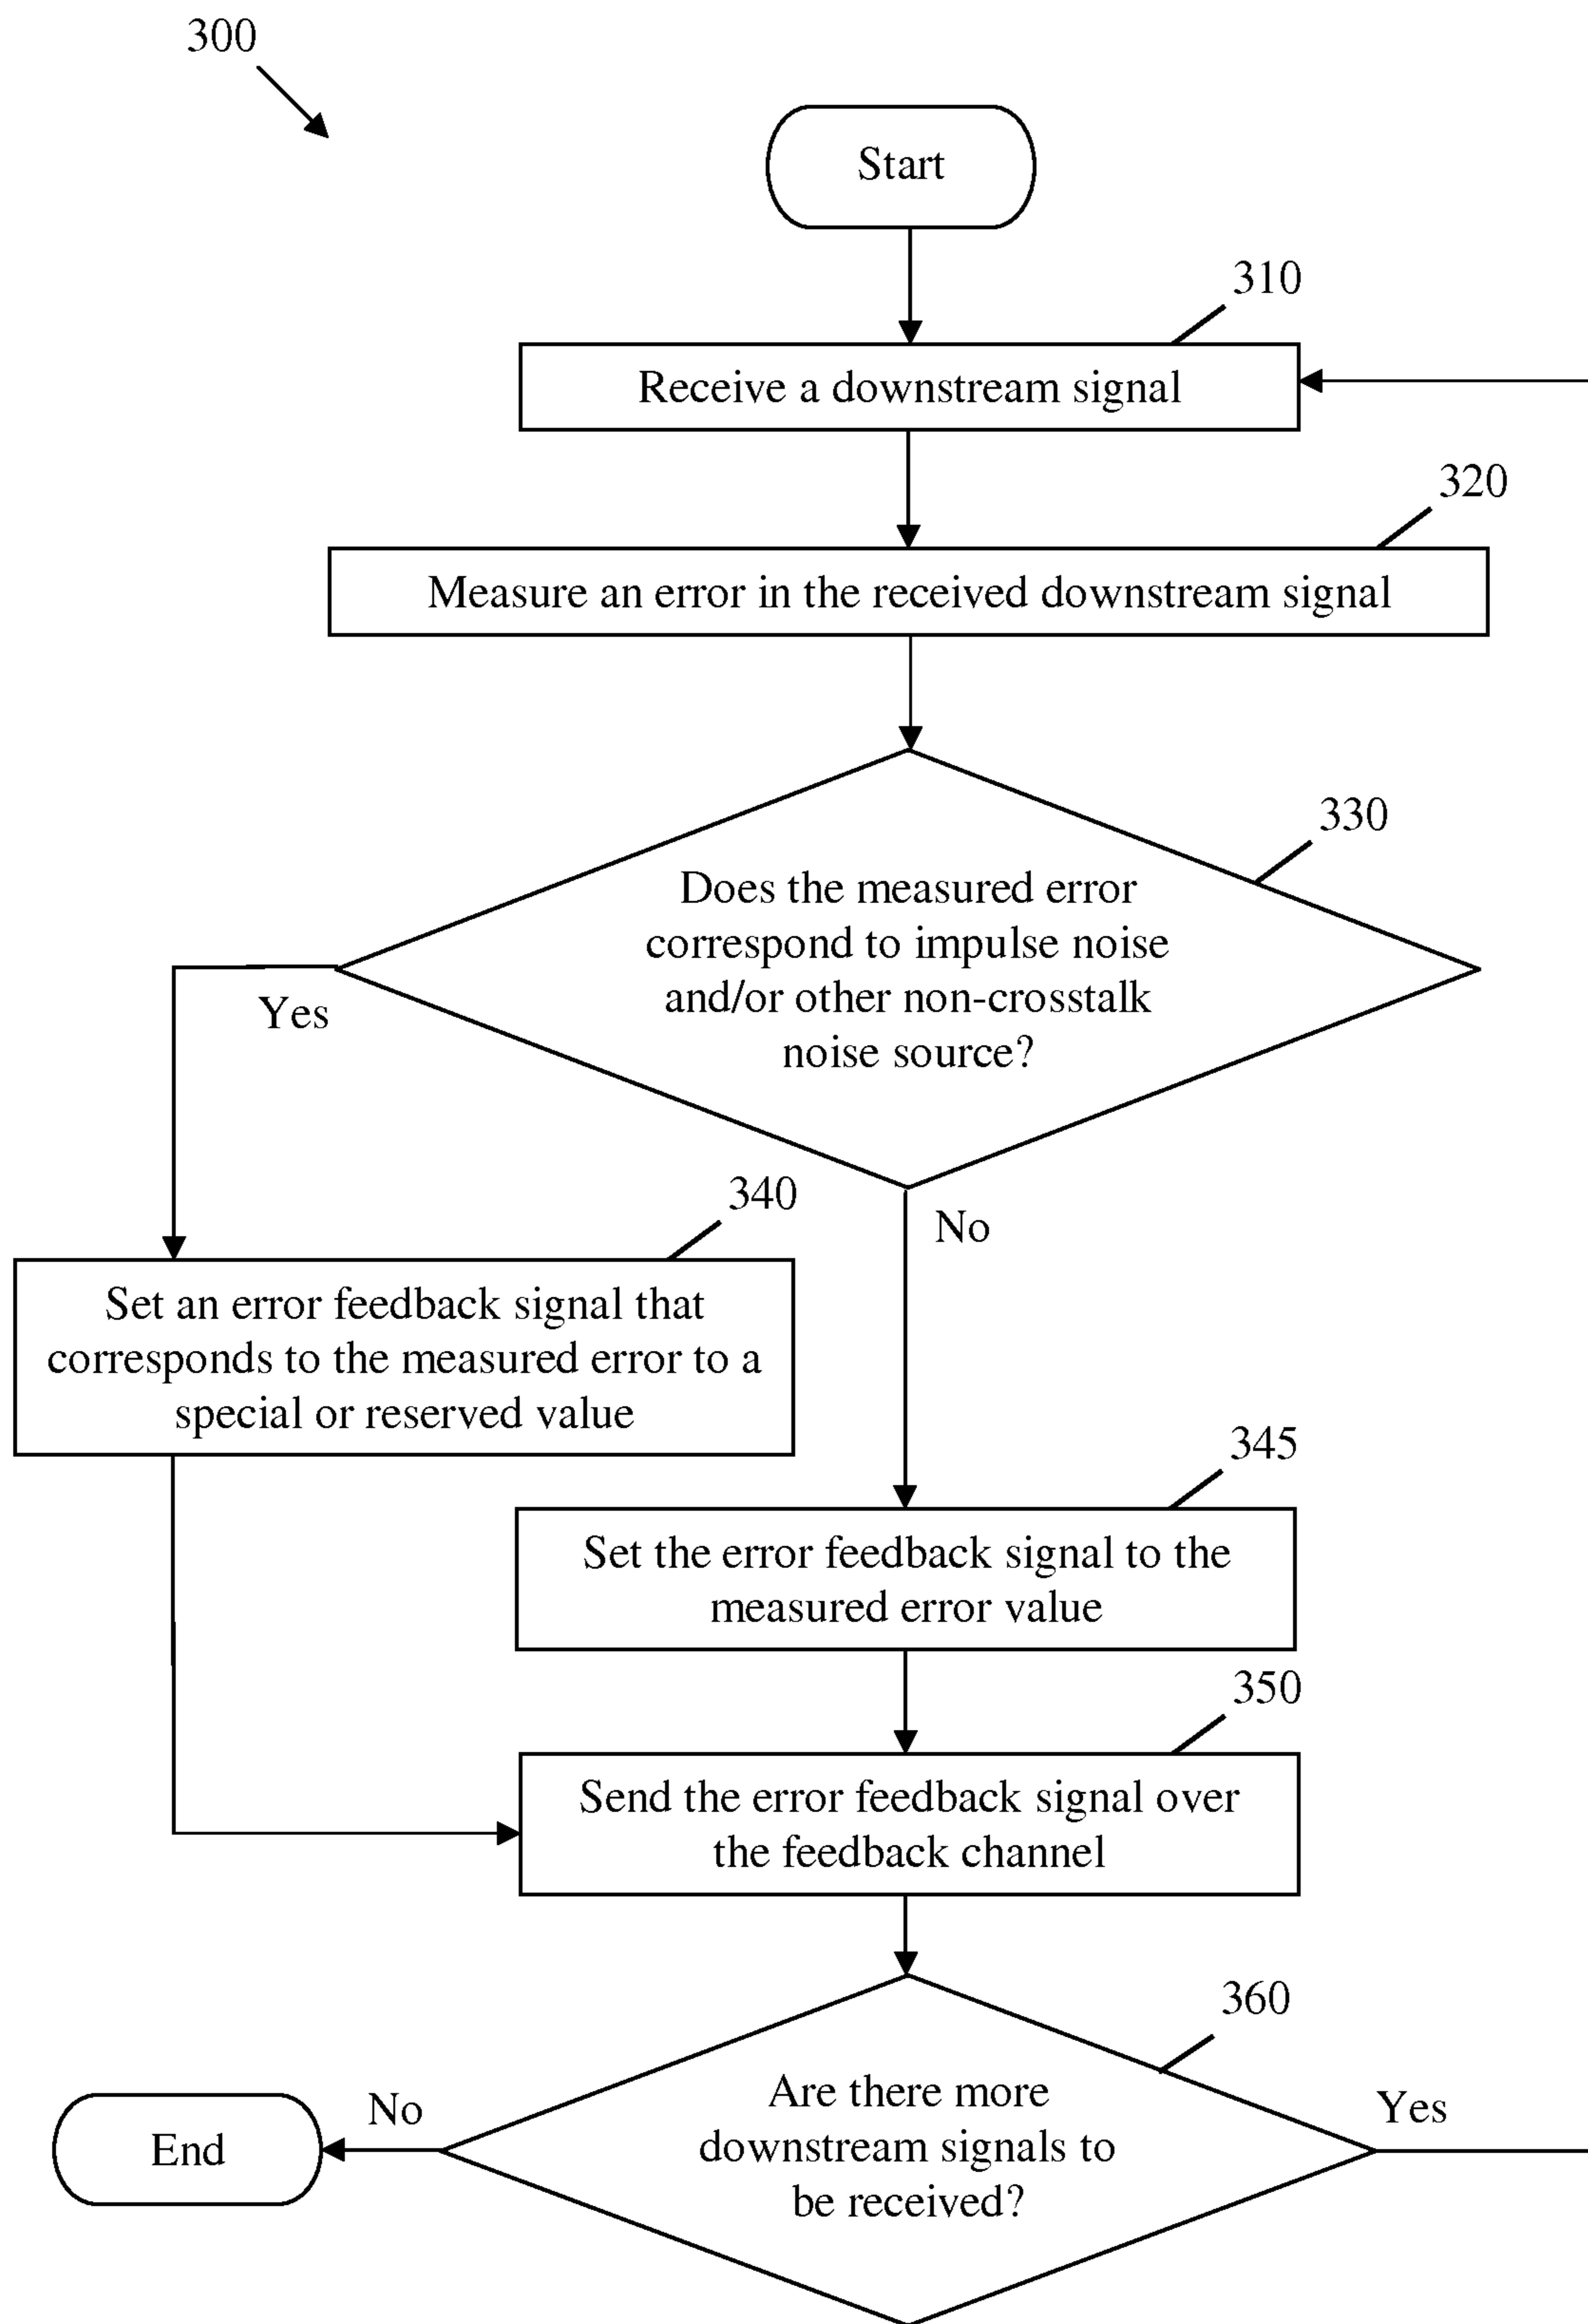 300
Start
310
Receive a downstream signal
320
Measure an error in the received downstream signal
330
Does the measured error
correspond to impulse noise
and/or other non-crosstalk
noise source?
Yes
No
340
Set an error feedback signal that
corresponds to the measured error to a
special or reserved value
345
Set the error feedback signal to the
measured error value
350
Send the error feedback signal over
the feedback channel
360
Are there more
downstream signals to
be received?
No
Yes
End